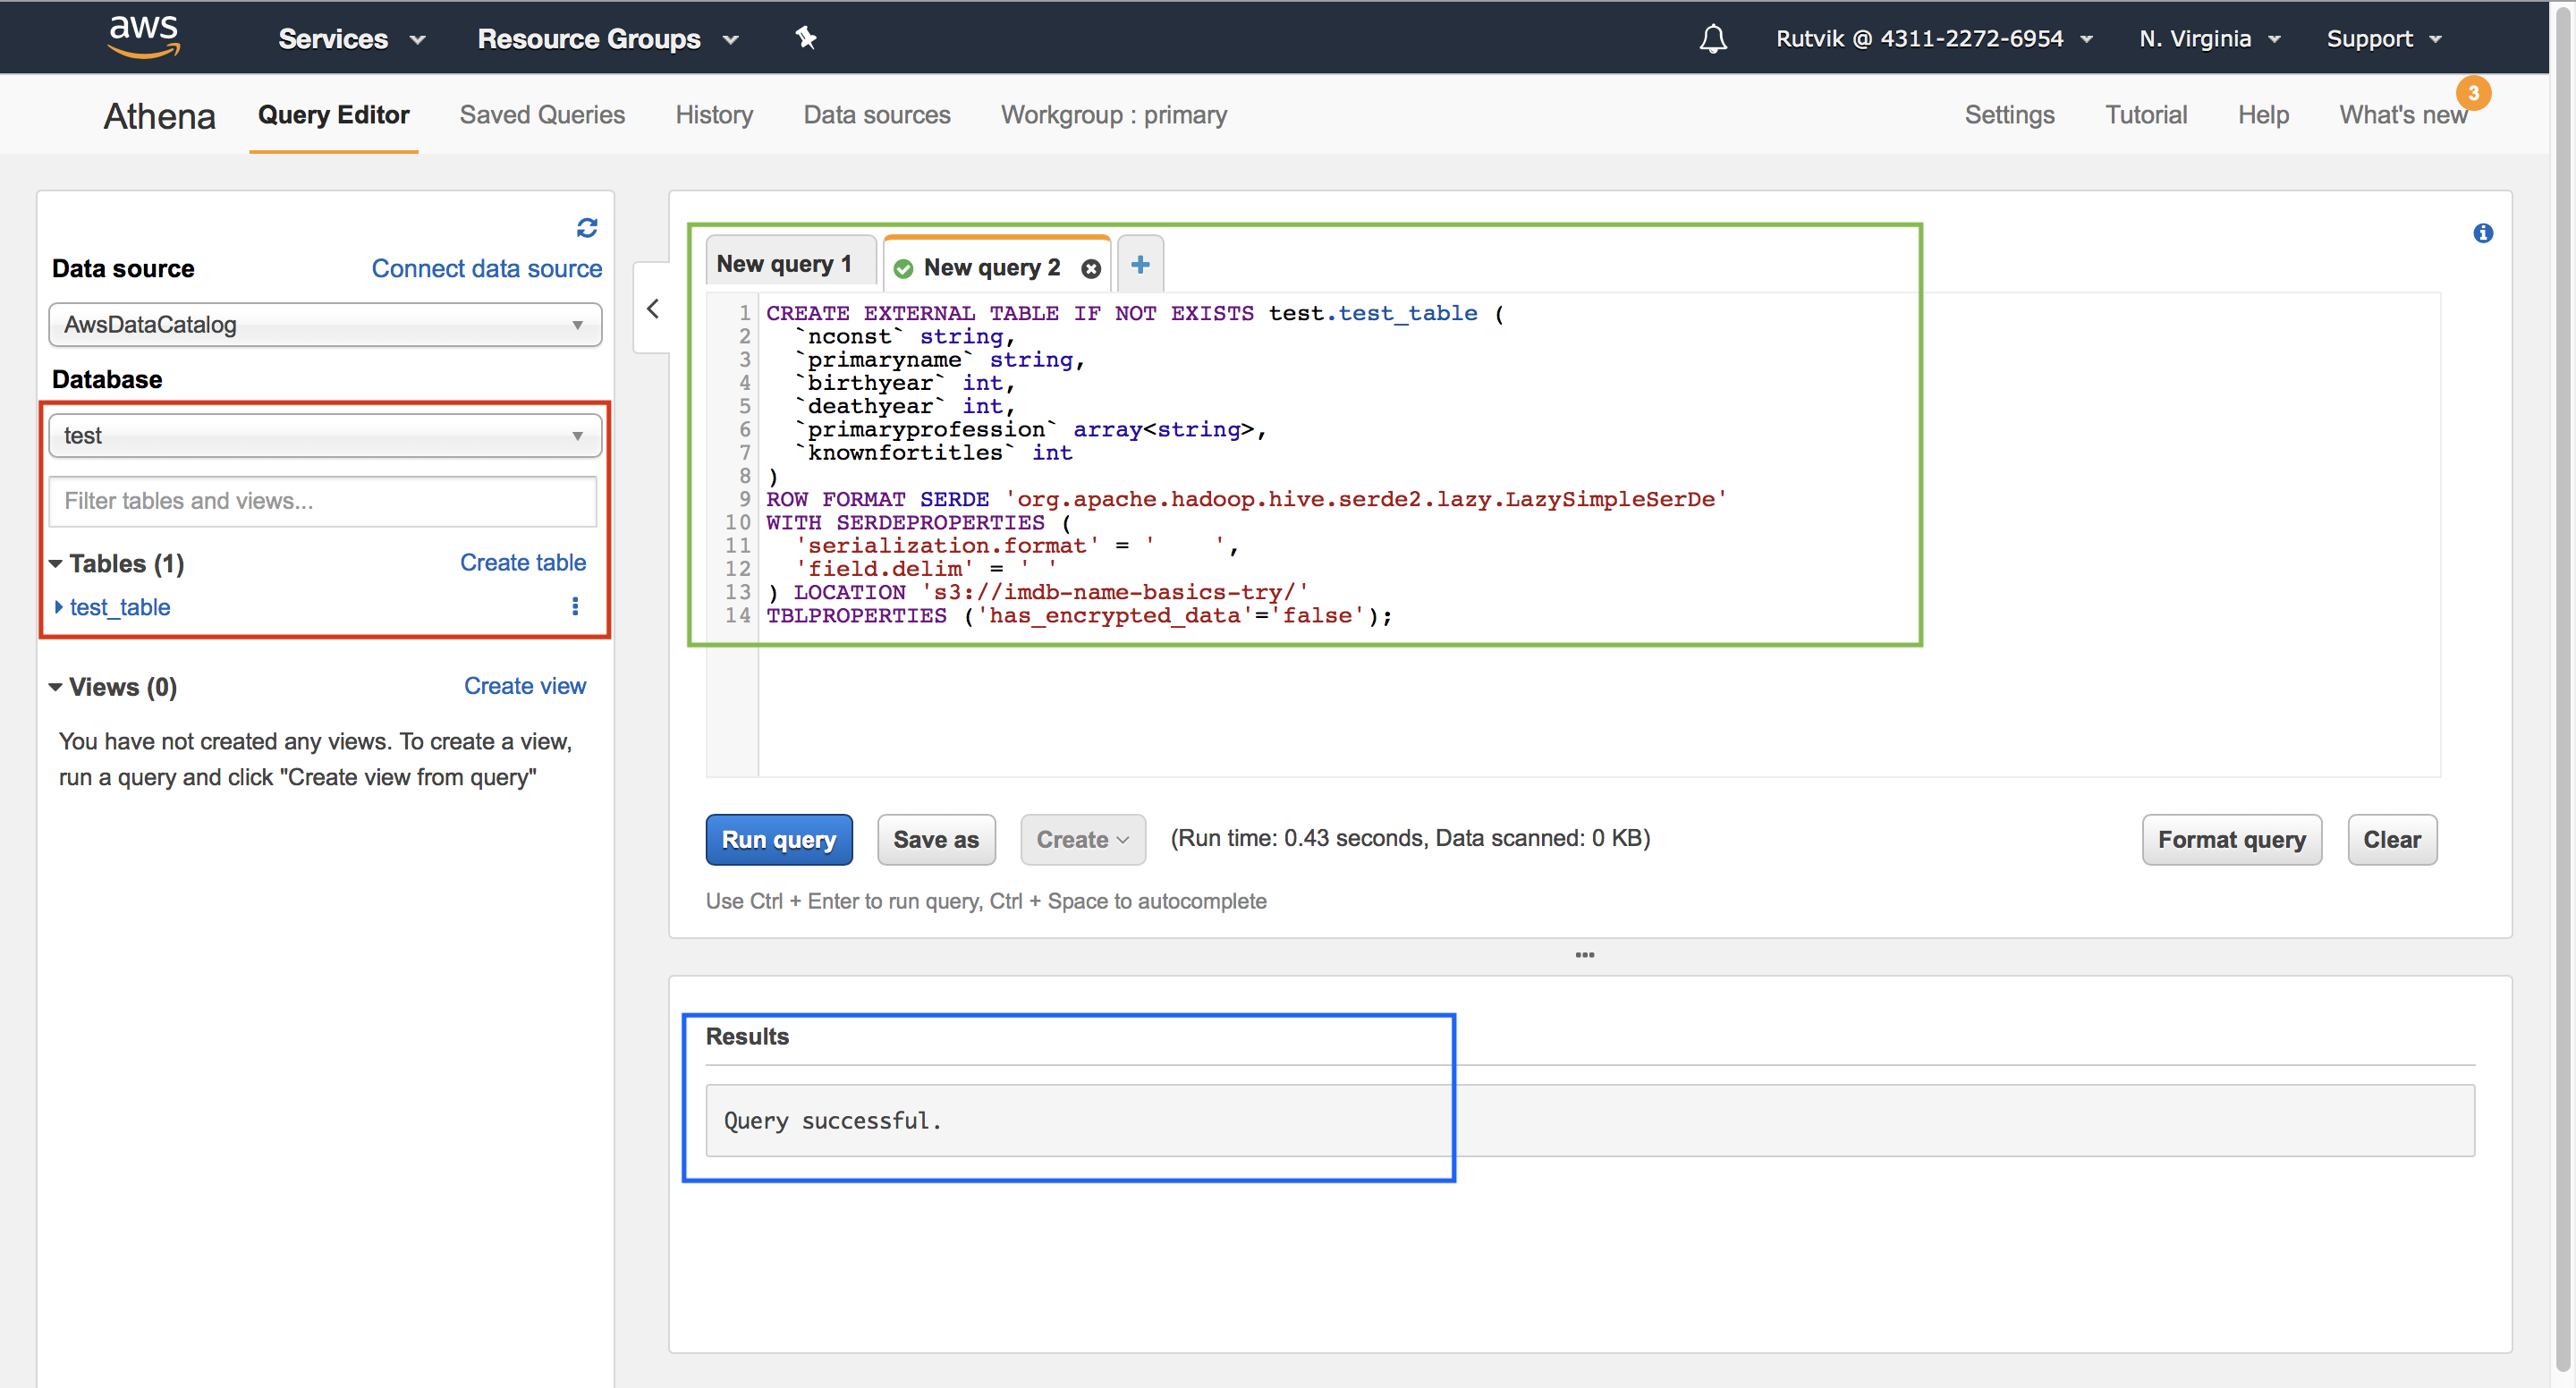 aws Services Resource Groups Rutvik @ 4311-2272-6954 N. Virginia Support
Athena Query Editor Saved Queries History Data sources Workgroup : primary Settings Tutorial Help What's new 3
Data source Connect data source
AwsDataCatalog
Database
test
Filter tables and views...
Tables (1) Create table
test_table
Views (0) Create view
You have not created any views. To create a view,
run a query and click "Create view from query"
New query 1 New query 2
1 CREATE EXTERNAL TABLE IF NOT EXISTS test.test_table (
2 `nconst` string,
3 `primaryname` string,
4 `birthyear` int,
5 `deathyear` int,
6 `primaryprofession` array<string>,
7 `knownfortitles` int
8 )
9 ROW FORMAT SERDE 'org.apache.hadoop.hive.serde2.lazy.LazySimpleSerDe'
10 WITH SERDEPROPERTIES (
11 'serialization.format' = '    ',
12 'field.delim' = ' '
13 ) LOCATION 's3://imdb-name-basics-try/'
14 TBLPROPERTIES ('has_encrypted_data'='false');
Run query Save as Create (Run time: 0.43 seconds, Data scanned: 0 KB) Format query Clear
Use Ctrl + Enter to run query, Ctrl + Space to autocomplete
Results
Query successful.